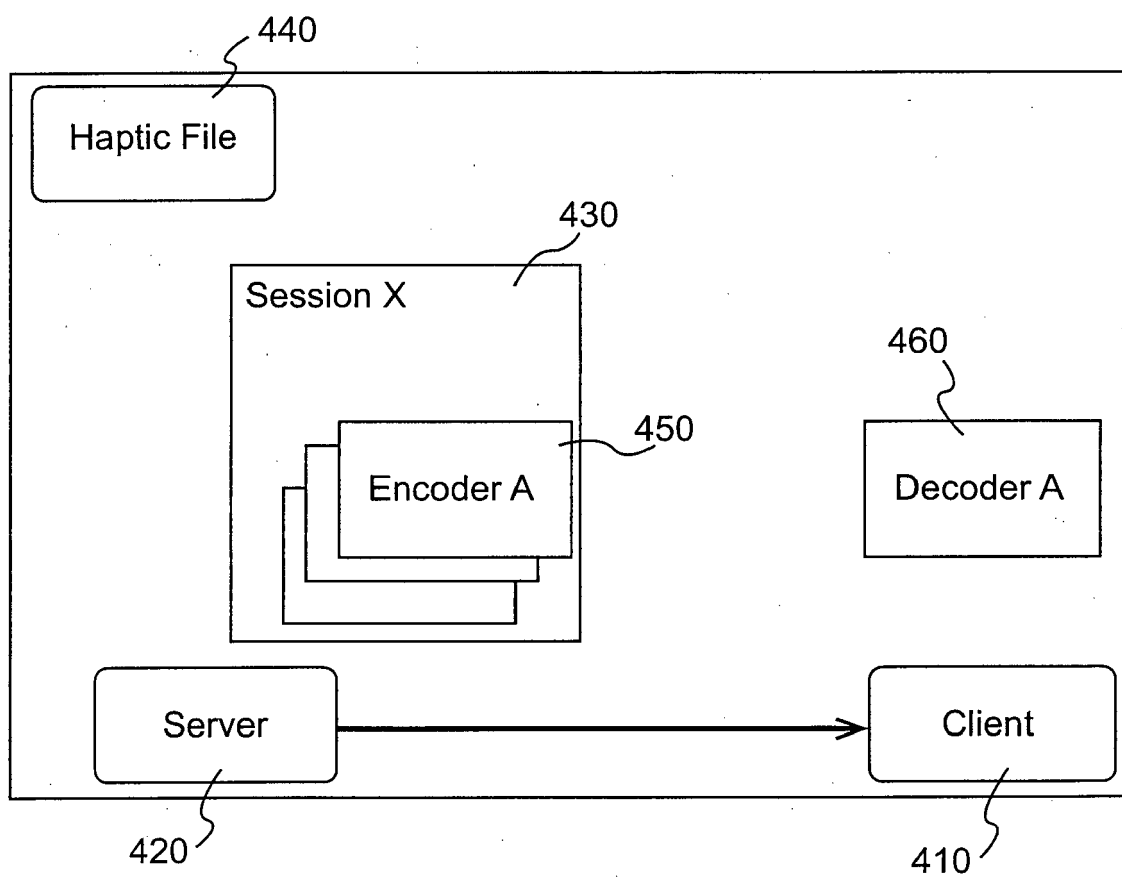 440
Haptic File
430
Session X
460
450
Encoder A
Decoder A
Server
Client
420
410